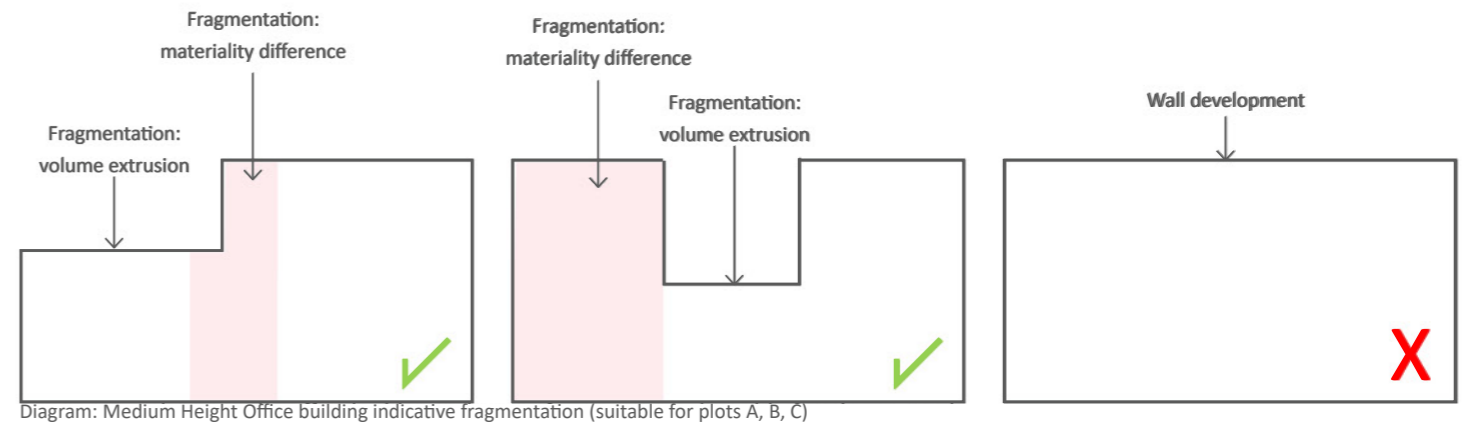 Fragmentation:
materiality difference
Fragmentation:
volume extrusion
Fragmentation:
materiality difference
Fragmentation:
volume extrusion
Wall development
X
Diagram: Medium Height Office building indicative fragmentation (suitable for plots A, B, C)